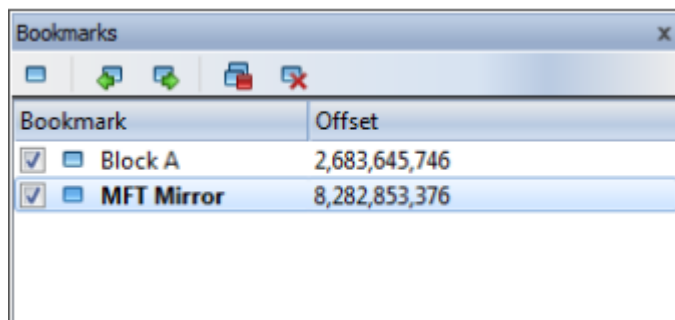 Bookmarks
Bookmark Offset
Block A 2,683,645,746
MFT Mirror 8,282,853,376